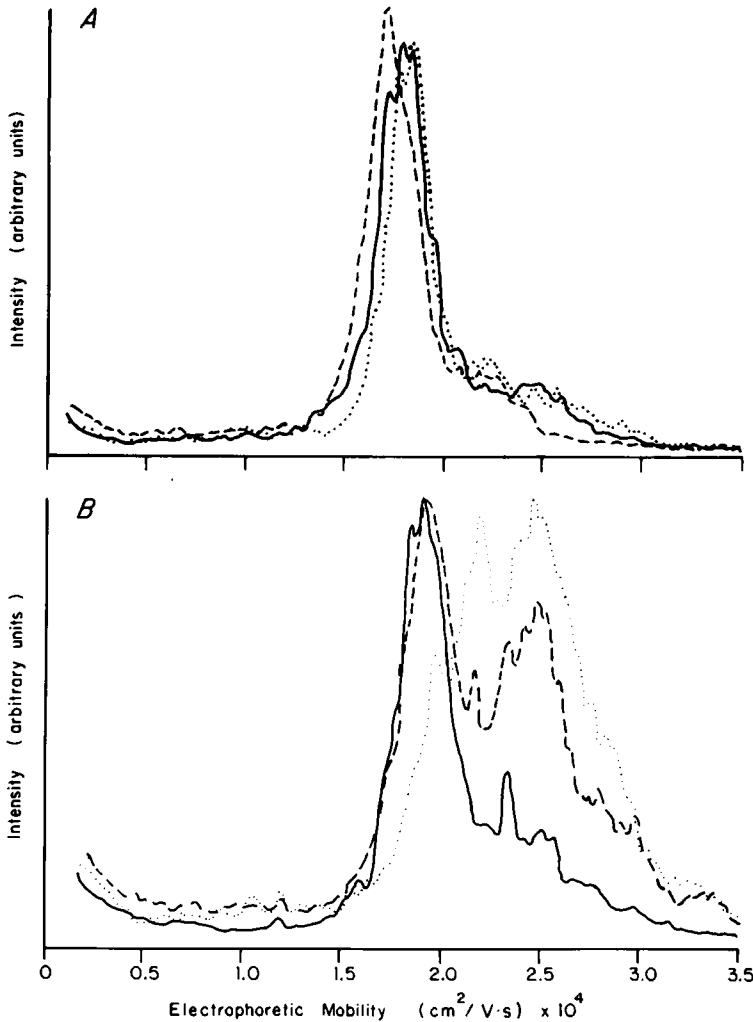 A
Intensity (arbitrary units)
B
Intensity (arbitrary units)
0 0.5 1.0 1.5 2.0 2.5 3.0 3.5
Electrophoretic Mobility (cm²/V·s) x 10⁴